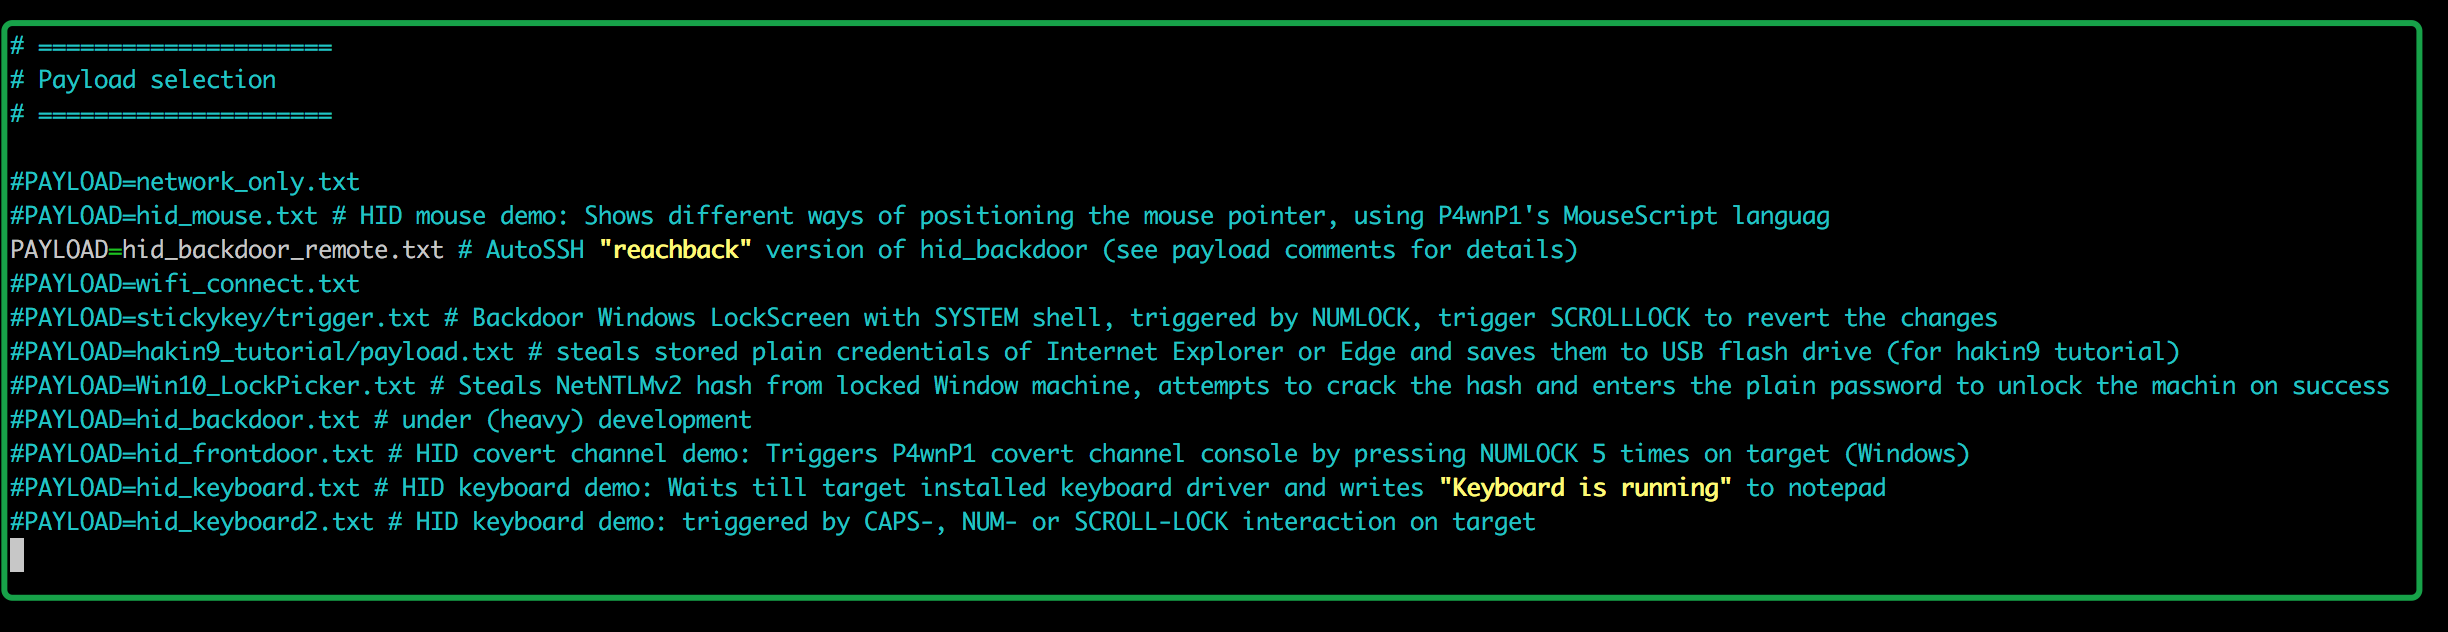 # =====================
# Payload selection
# =====================
#PAYLOAD=network_only.txt
#PAYLOAD=hid_mouse.txt # HID mouse demo: Shows different ways of positioning the mouse pointer, using P4wnP1's MouseScript languag
PAYLOAD=hid_backdoor_remote.txt # AutoSSH "reachback" version of hid_backdoor (see payload comments for details)
#PAYLOAD=wifi_connect.txt
#PAYLOAD=stickykey/trigger.txt # Backdoor Windows LockScreen with SYSTEM shell, triggered by NUMLOCK, trigger SCROLLLOCK to revert the changes
#PAYLOAD=hakin9_tutorial/payload.txt # steals stored plain credentials of Internet Explorer or Edge and saves them to USB flash drive (for hakin9 tutorial)
#PAYLOAD=Win10_LockPicker.txt # Steals NetNTLMv2 hash from locked Window machine, attempts to crack the hash and enters the plain password to unlock the machin on success
#PAYLOAD=hid_backdoor.txt # under (heavy) development
#PAYLOAD=hid_frontdoor.txt # HID covert channel demo: Triggers P4wnP1 covert channel console by pressing NUMLOCK 5 times on target (Windows)
#PAYLOAD=hid_keyboard.txt # HID keyboard demo: Waits till target installed keyboard driver and writes "Keyboard is running" to notepad
#PAYLOAD=hid_keyboard2.txt # HID keyboard demo: triggered by CAPS-, NUM- or SCROLL-LOCK interaction on target